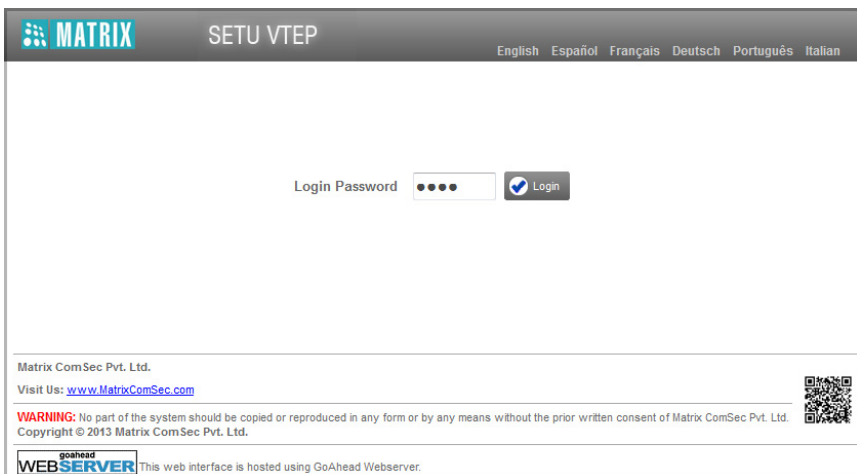 MATRIX SETU VTEP
English Español Français Deutsch Português Italian
Login Password •••• Login
Matrix ComSec Pvt. Ltd.
Visit Us: www.MatrixComSec.com
WARNING: No part of the system should be copied or reproduced in any form or by any means without the prior written consent of Matrix ComSec Pvt. Ltd.
Copyright © 2013 Matrix ComSec Pvt. Ltd.
goahead
WEBSERVER This web interface is hosted using GoAhead Webserver.